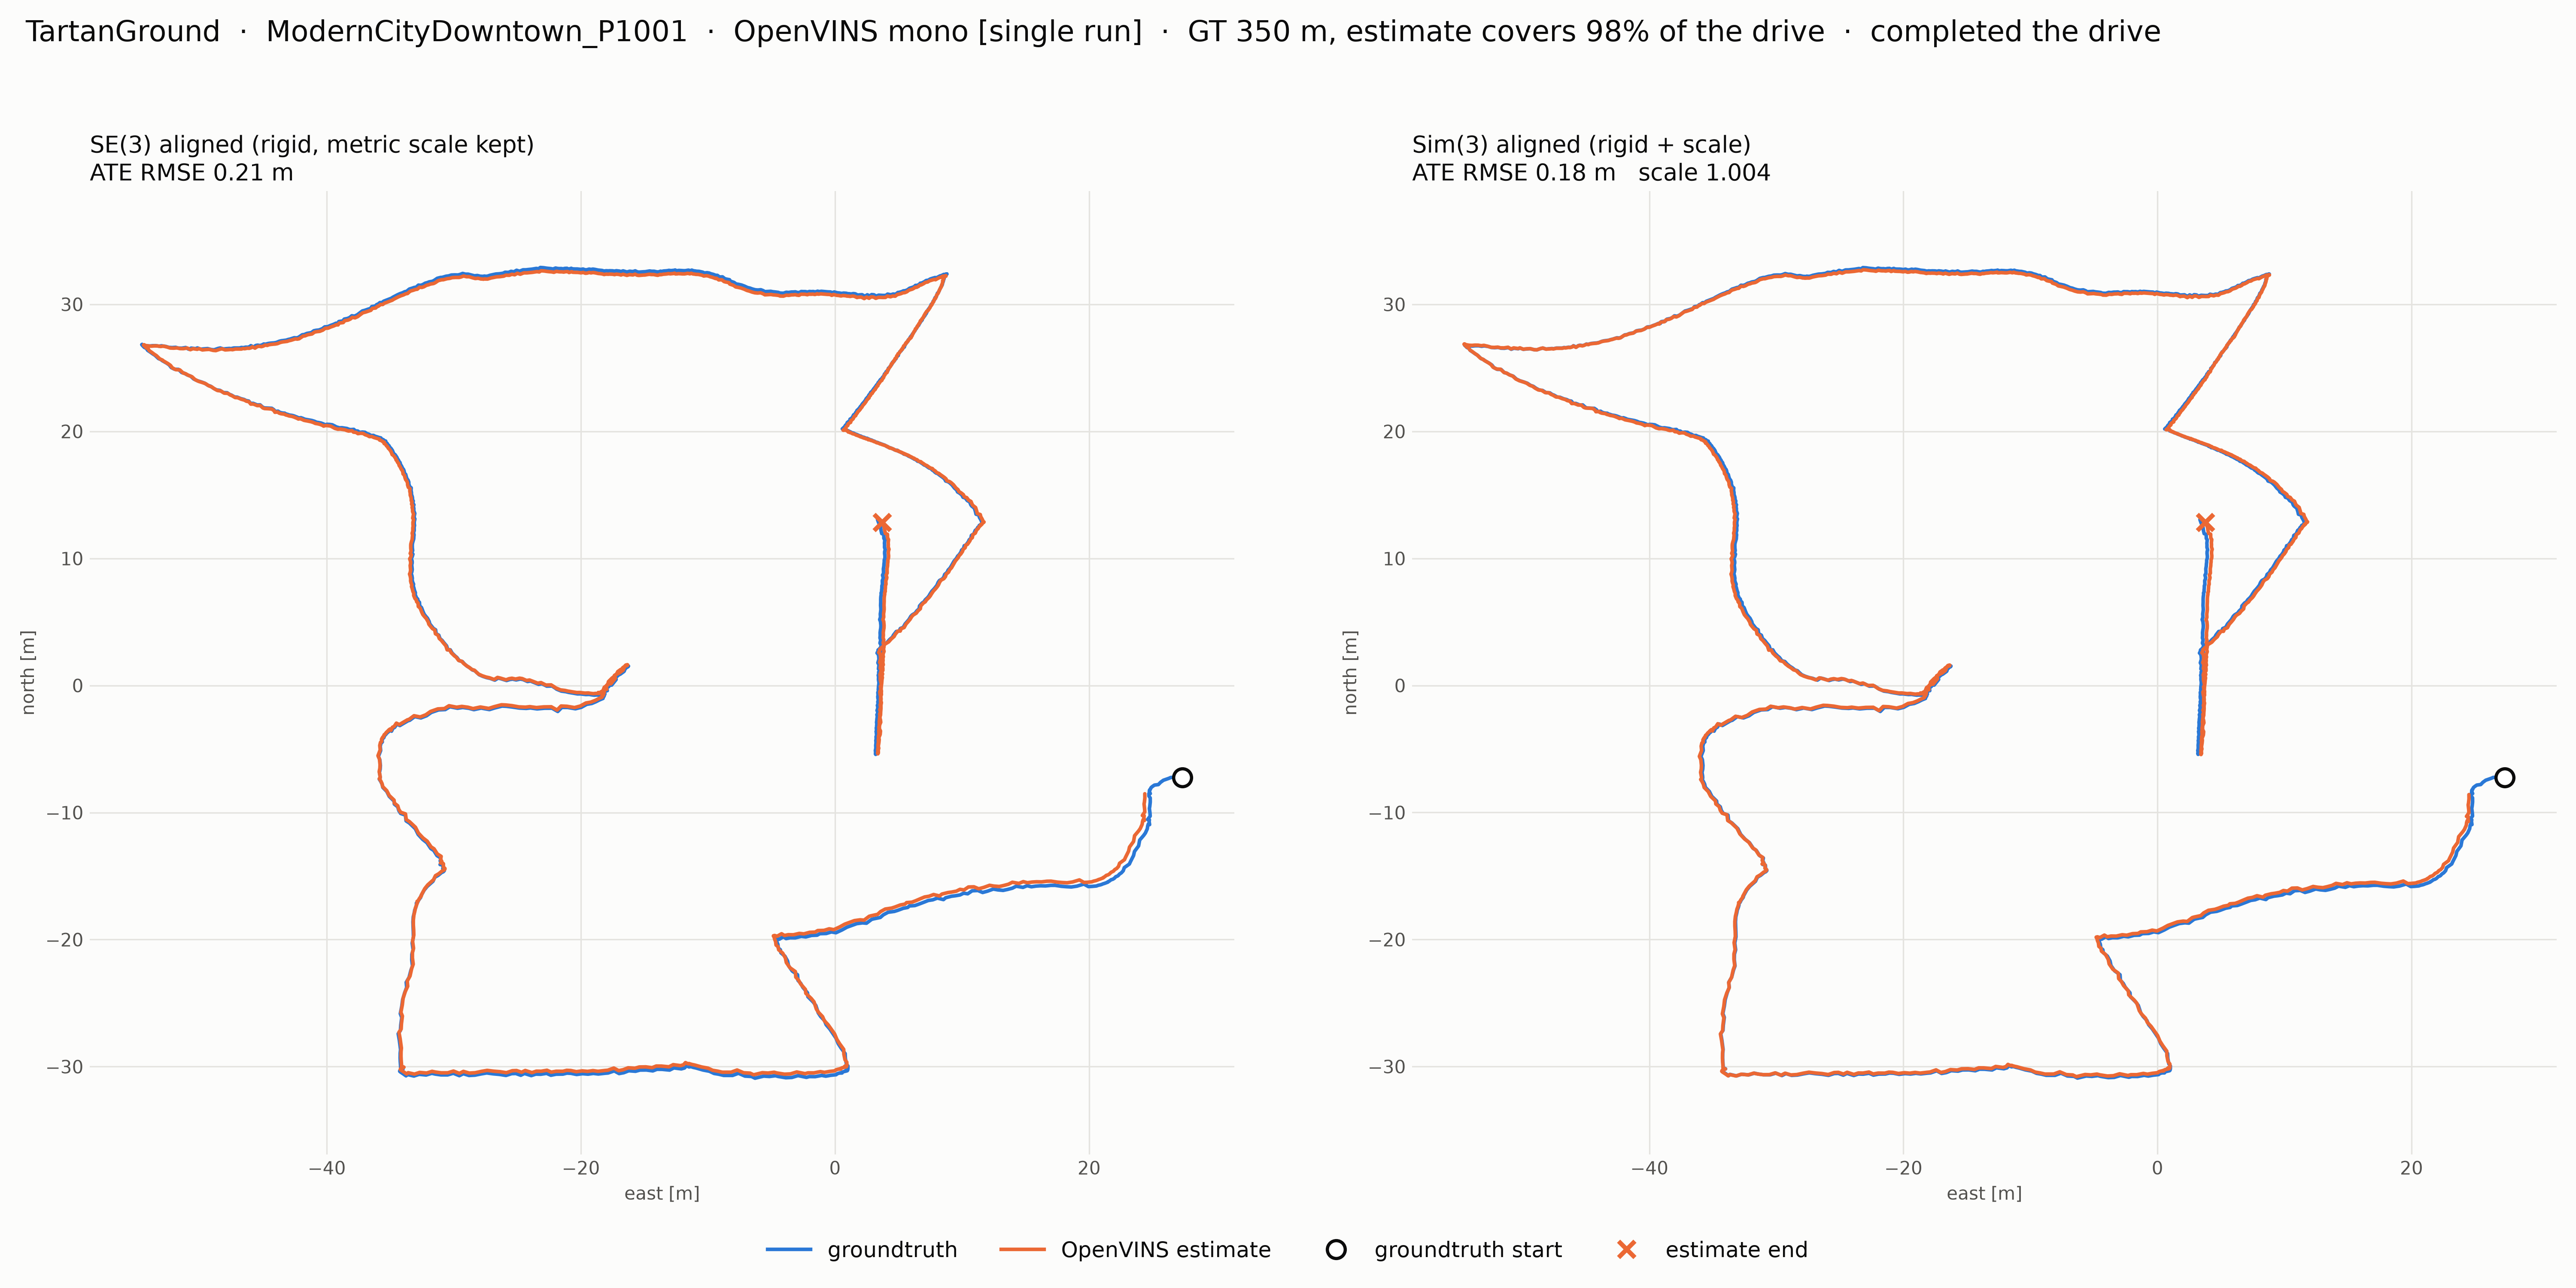 TartanGround · ModernCityDowntown_P1001 · OpenVINS mono [single run] · GT 350 m, estimate covers 98% of the drive · completed the drive
SE(3) aligned (rigid, metric scale kept)
ATE RMSE 0.21 m
30
20
10
0
−10
−20
−30
north [m]
−40
−20
0
20
east [m]
Sim(3) aligned (rigid + scale)
ATE RMSE 0.18 m   scale 1.004
30
20
10
0
−10
−20
−30
north [m]
−40
−20
0
20
east [m]
groundtruth
OpenVINS estimate
groundtruth start
estimate end